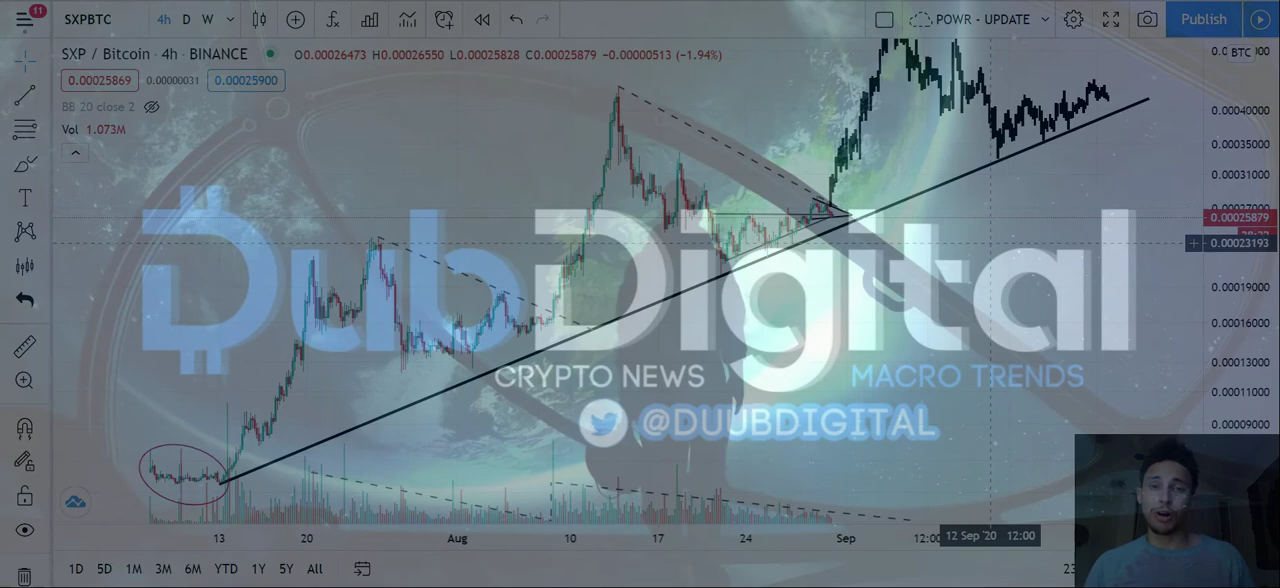 11
SXPBTC 4h D W POWR - UPDATE Publish
SXP / Bitcoin · 4h · BINANCE O0.00026473 H0.00026550 L0.00025828 C0.00025879 −0.00000513 (−1.94%)
BTC
0.00025869 0.00000031 0.00025900
BB 20 close 2
Vol 1.073M
0.00040000
0.00035000
0.00031000
0.00025879
0.00023193
0.00019000
0.00016000
0.00013000
0.00011000
0.00009000
DubDigital
CRYPTO NEWS MACRO TRENDS
@DUUBDIGITAL
13 20 Aug 10 17 24 Sep 12:00 12 Sep '20 12:00
1D 5D 1M 3M 6M YTD 1Y 5Y All